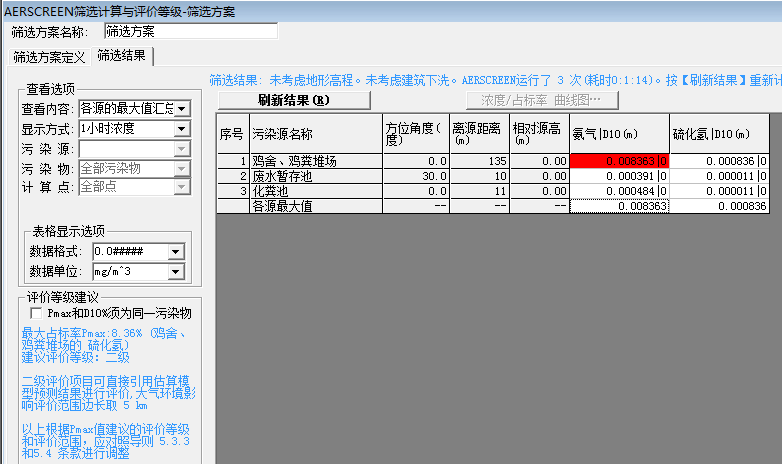 AERSCREEN筛选计算与评价等级-筛选方案
筛选方案名称: 筛选方案
筛选方案定义 筛选结果
筛选结果: 未考虑地形高程。未考虑建筑下洗。AERSCREEN运行了 3 次(耗时0:1:14)。按【刷新结果】重新计
刷新结果(R) 浓度/占标率 曲线图…
查看选项
查看内容: 各源的最大值汇总
显示方式: 1小时浓度
污 染 源:
污 染 物: 全部污染物
计 算 点: 全部点
表格显示选项
数据格式: 0.0#####
数据单位: mg/m^3
评价等级建议
Pmax和D10%须为同一污染物
最大占标率Pmax:8.36% (鸡舍、
鸡粪堆场的 硫化氢)
建议评价等级: 二级
二级评价项目可直接引用估算模
型预测结果进行评价,大气环境影
响评价范围边长取 5 km
以上根据Pmax值建议的评价等级
和评价范围, 应对照导则 5.3.3
和5.4 条款进行调整
序号 污染源名称 方位角度(度) 离源距离(m) 相对源高(m) 氨气|D10(m) 硫化氢|D10(m)
1 鸡舍、鸡粪堆场 0.0 135 0.00 0.008363|0 0.000836|0
2 废水暂存池 30.0 10 0.00 0.000391|0 0.000011|0
3 化粪池 0.0 11 0.00 0.000484|0 0.000011|0
各源最大值 -- -- -- 0.008363 0.000836